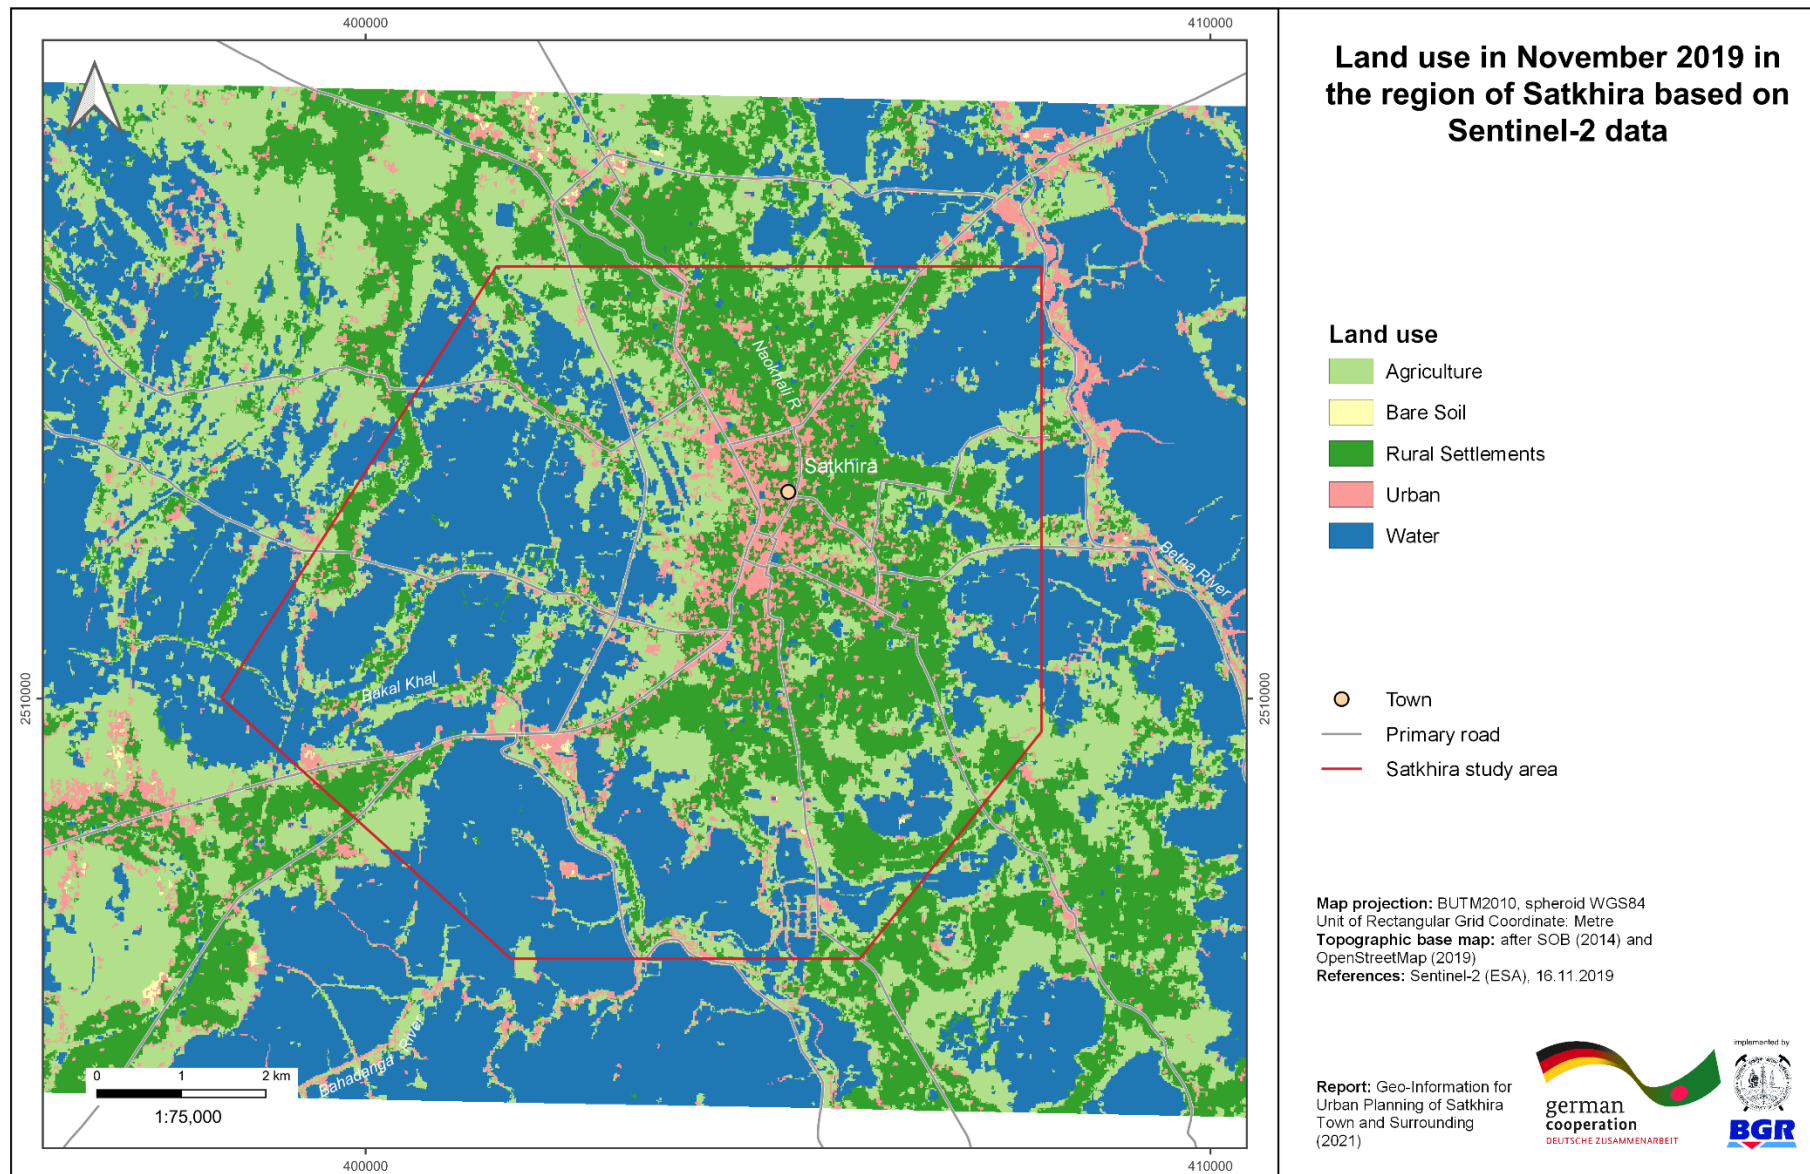 400000
410000
Land use in November 2019 in
the region of Satkhira based on
Sentinel-2 data
Naokhali R
Satkhira
Land use
Agriculture
Bare Soil
Rural Settlements
Urban
Water
Betna River
Bakal Khal
2510000
2510000
Town
Primary road
Satkhira study area
Map projection: BUTM2010, spheroid WGS84
Unit of Rectangular Grid Coordinate: Metre
Topographic base map: after SOB (2014) and
OpenStreetMap (2019)
References: Sentinel-2 (ESA), 16.11.2019
Bahadanga River
0 1 2 km
1:75,000
Report: Geo-Information for
Urban Planning of Satkhira
Town and Surrounding
(2021)
german
cooperation
DEUTSCHE ZUSAMMENARBEIT
implemented by
BGR
400000
410000